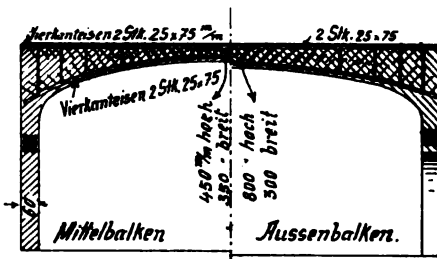 Vierkanteisen 2 Stk. 25 x 75 m/m
2 Stk. 25 x 75
Vierkanteisen 2 Stk. 25 x 75
450 m/m hoch
350 - breit
800 - hoch
300 breit
60
Mittelbalken
Aussenbalken.